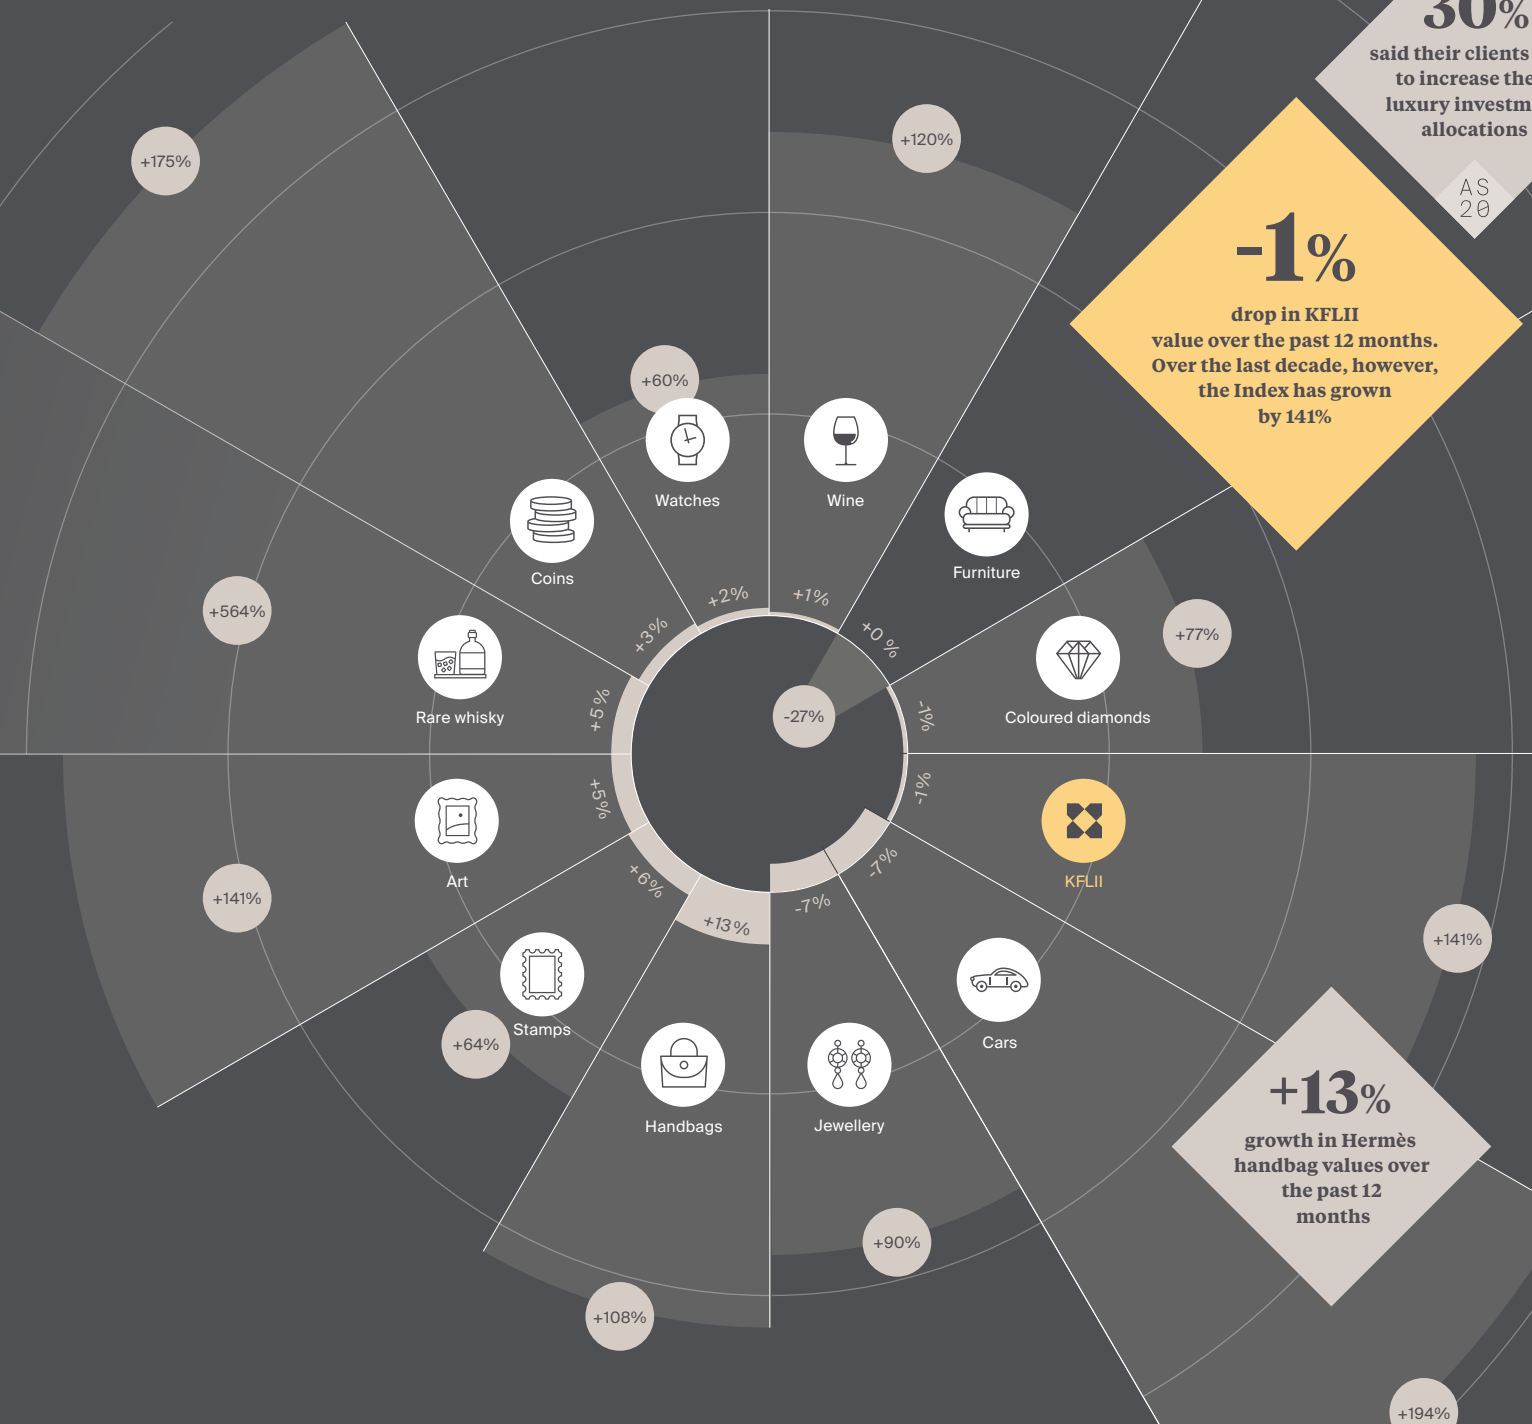 30%
said their clients
to increase the
luxury investm
allocations
AS
20
-1%
drop in KFLII
value over the past 12 months.
Over the last decade, however,
the Index has grown
by 141%
+175%
+120%
+60%
Watches
Wine
Coins
Furniture
+564%
+77%
Rare whisky
Coloured diamonds
+2%
+1%
+3%
+0 %
+5%
-1%
-27%
+5%
-1%
+6%
-7%
+13%
-7%
Art
KFLII
+141%
+141%
Stamps
+64%
Cars
Handbags
Jewellery
+13%
growth in Hermès
handbag values over
the past 12
months
+90%
+108%
+194%